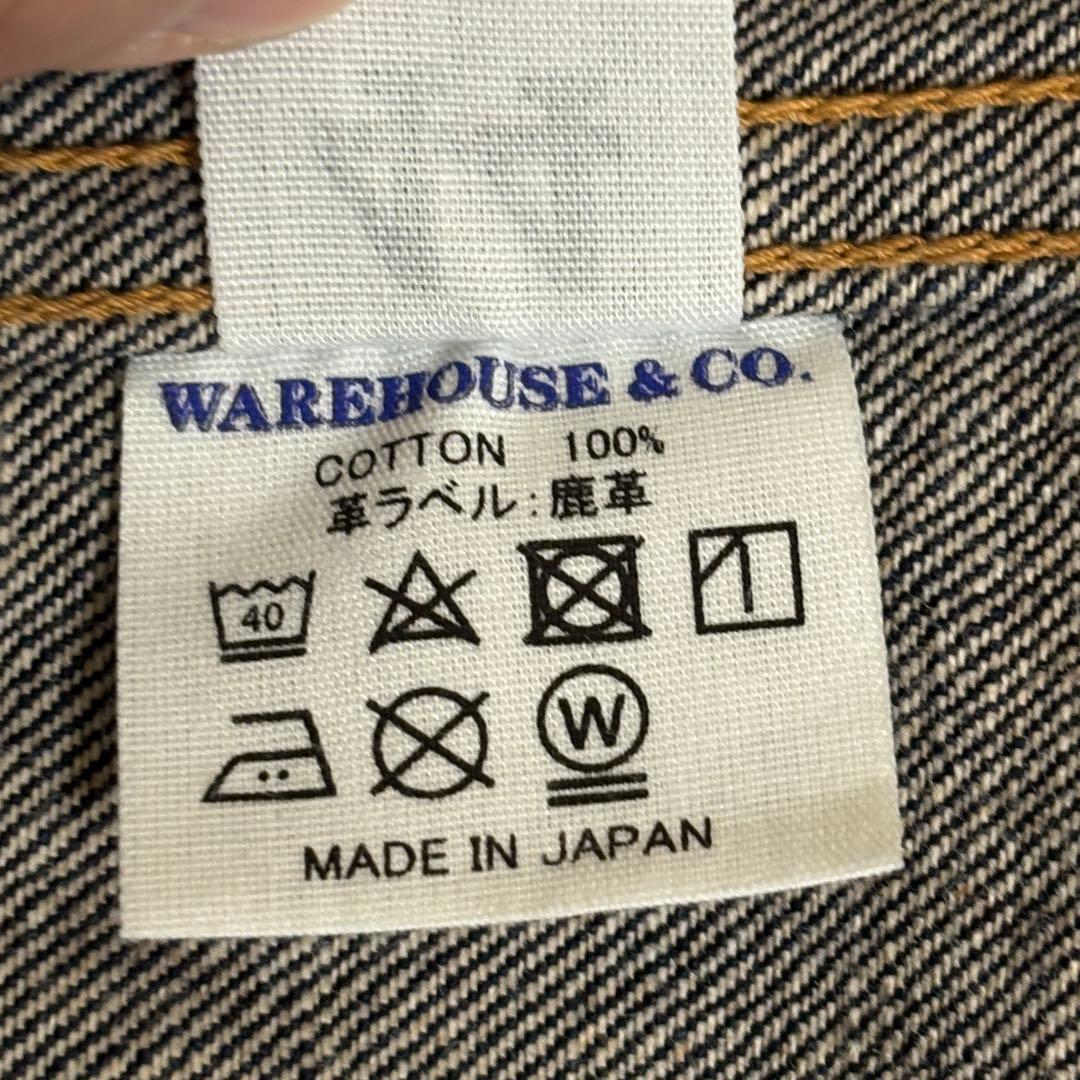 WAREHOUSE & CO.
COTTON 100%
革ラベル:鹿革
40
W
MADE IN JAPAN